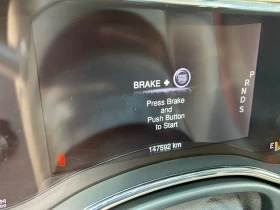 BRAKE +
Press Brake
and
Push Button
to Start
P
R
N
D
S
147592 km
E